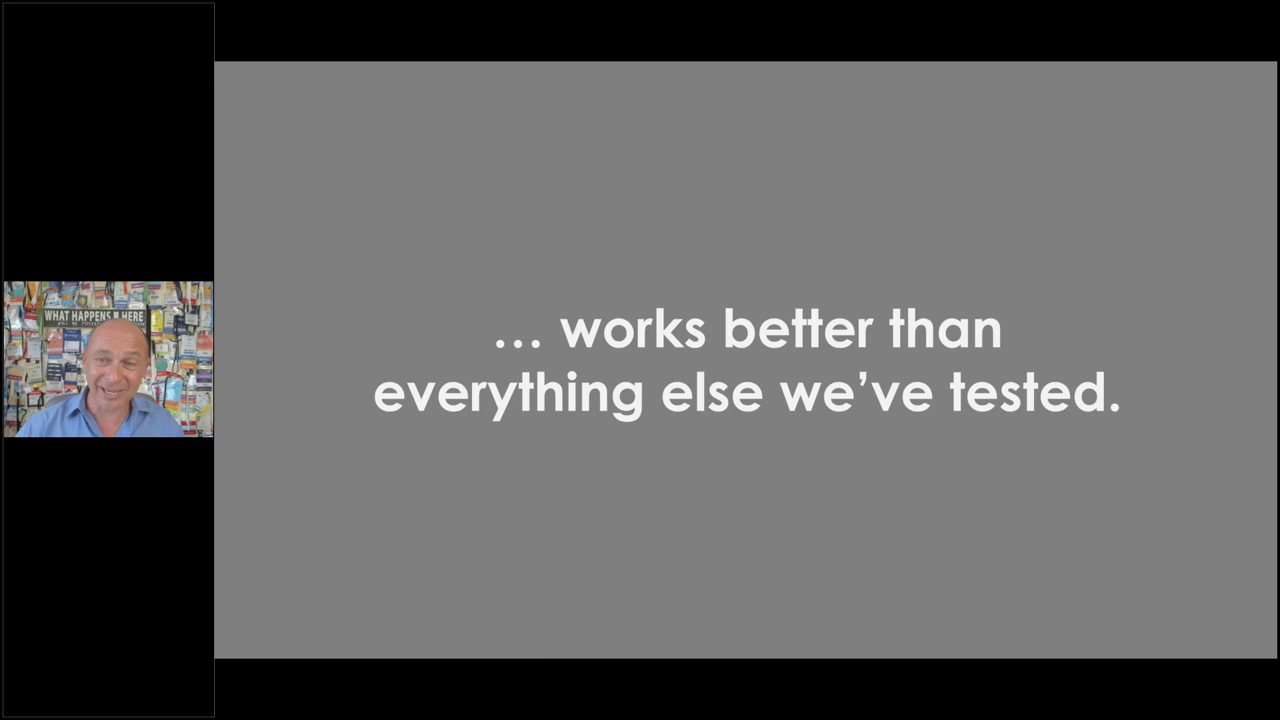 WHAT HAPPENS HERE
… works better than
everything else we’ve tested.